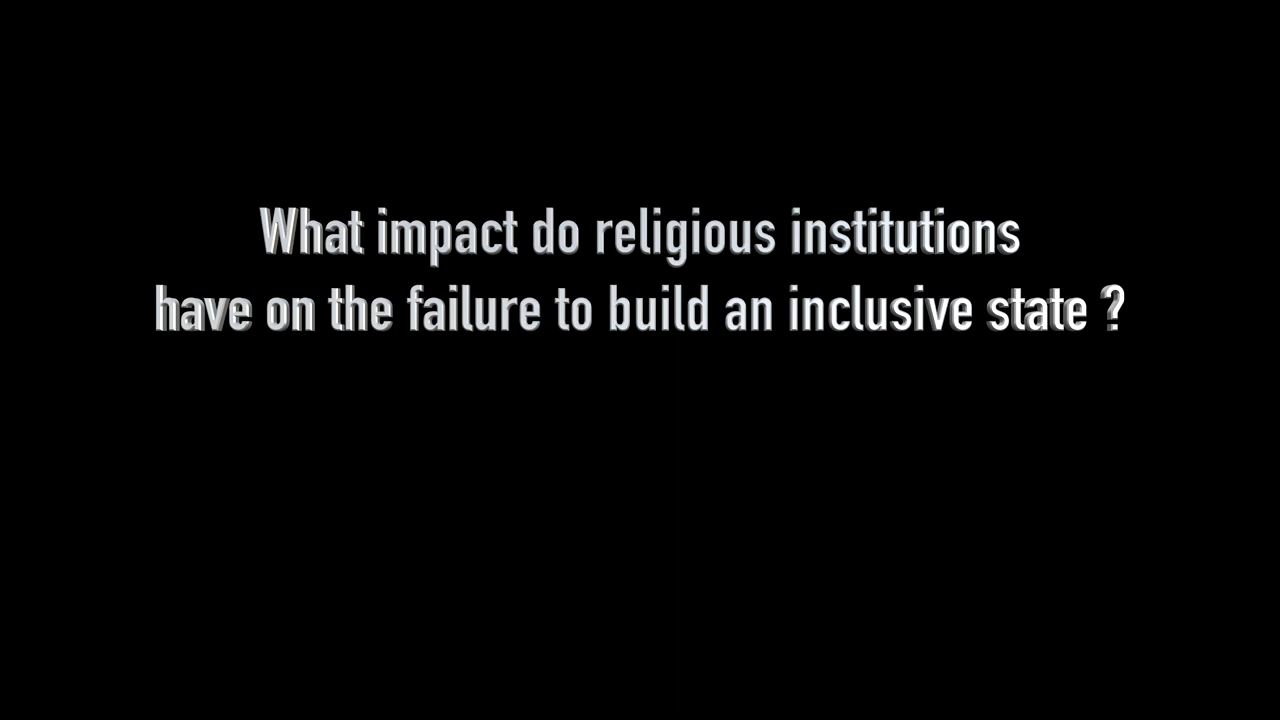 What impact do religious institutions
have on the failure to build an inclusive state ?